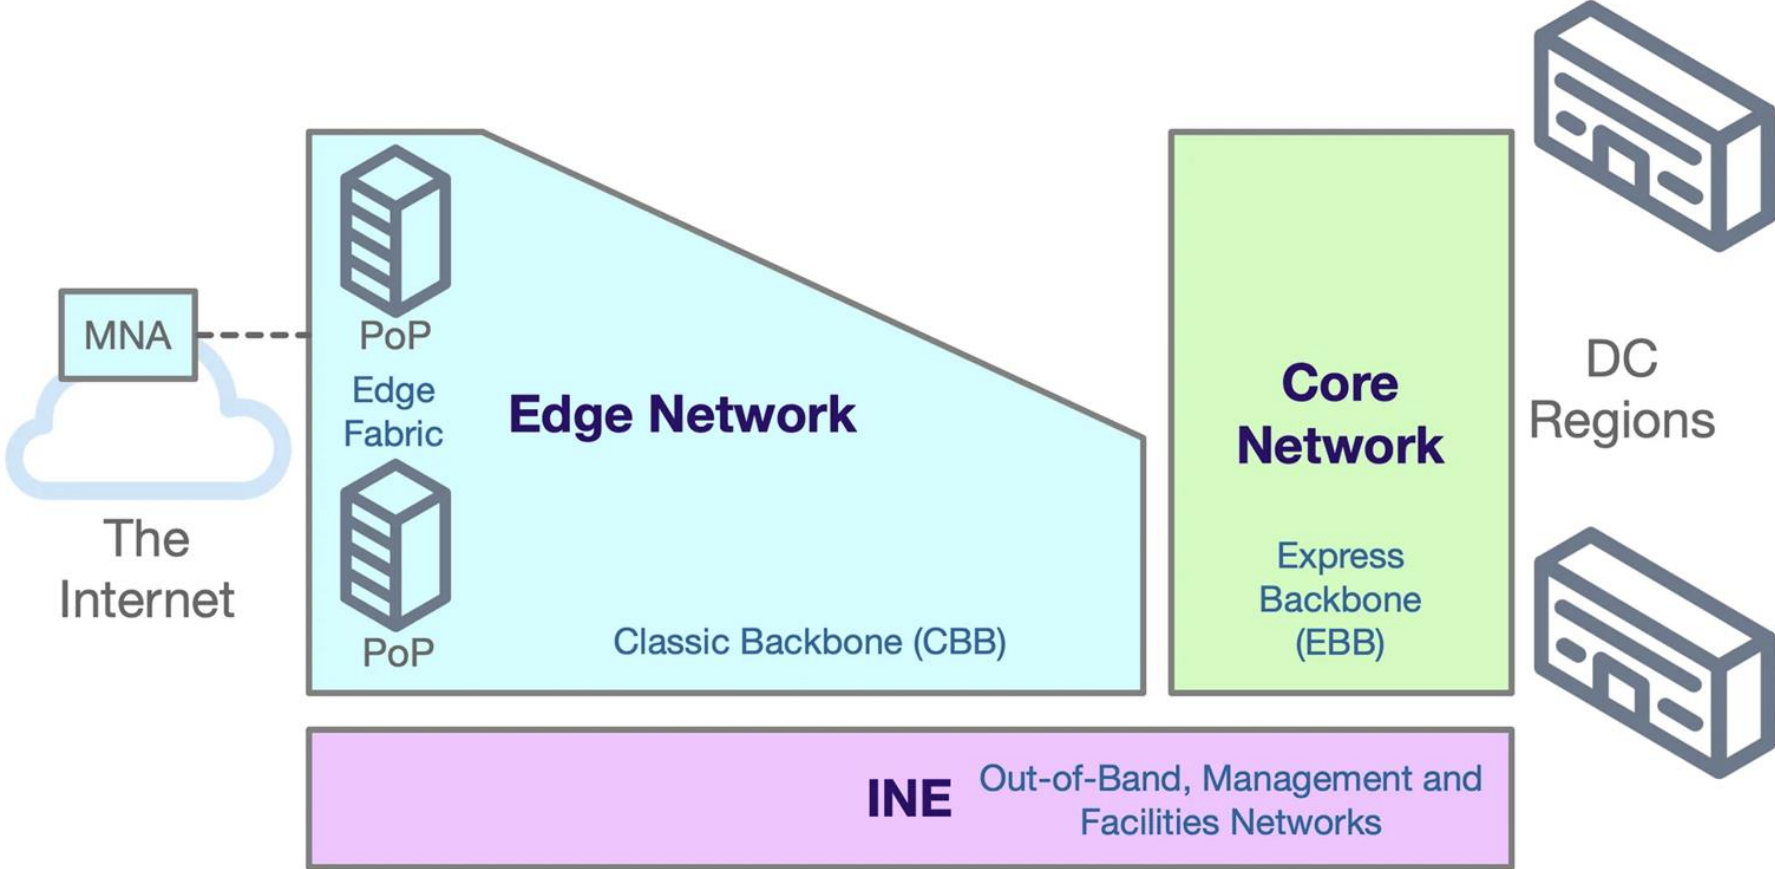 MNA
The
Internet
PoP
Edge
Fabric
PoP
Edge Network
Classic Backbone (CBB)
Core
Network
Express
Backbone
(EBB)
DC
Regions
INE
Out-of-Band, Management and
Facilities Networks